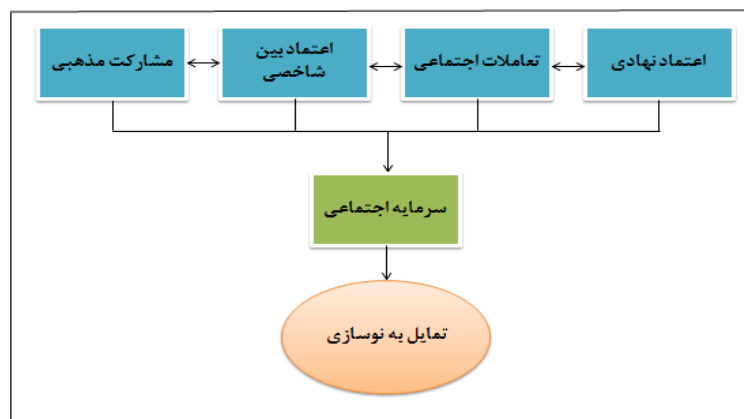 اعتماد نهادی
تعاملات اجتماعی
اعتماد بین
شاخصی
مشارکت مذهبی
سرمایه اجتماعی
تمایل به نوسازی